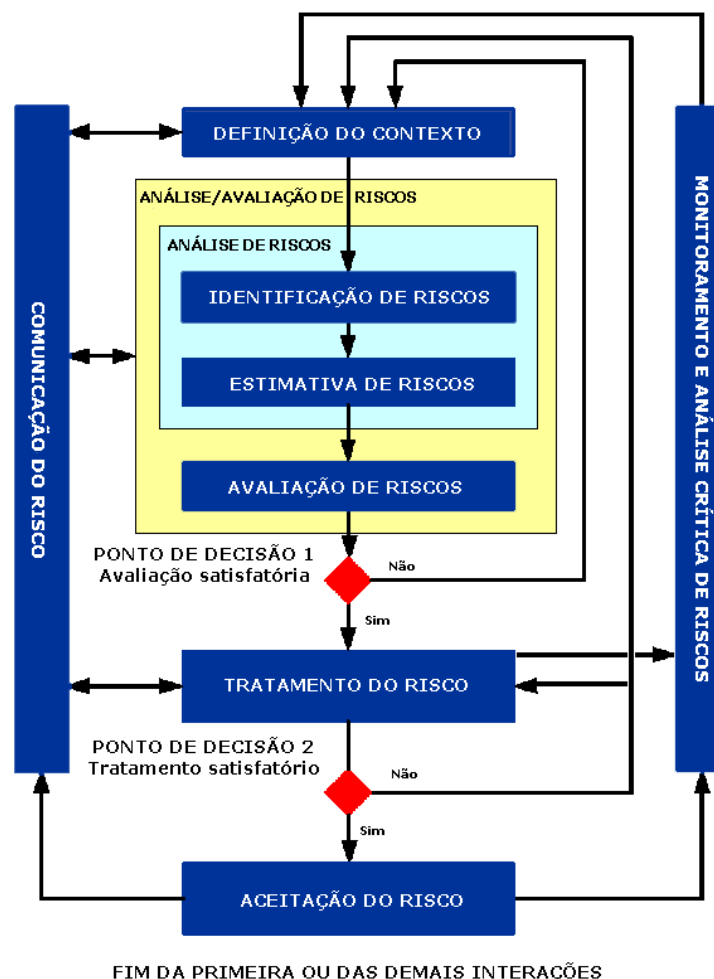 DEFINIÇÃO DO CONTEXTO
ANÁLISE/AVALIAÇÃO DE RISCOS
ANÁLISE DE RISCOS
IDENTIFICAÇÃO DE RISCOS
ESTIMATIVA DE RISCOS
AVALIAÇÃO DE RISCOS
COMUNICAÇÃO DO RISCO
MONITORAMENTO E ANÁLISE CRÍTICA DE RISCOS
PONTO DE DECISÃO 1
Avaliação satisfatória
Não
Sim
TRATAMENTO DO RISCO
PONTO DE DECISÃO 2
Tratamento satisfatório
Não
Sim
ACEITAÇÃO DO RISCO
FIM DA PRIMEIRA OU DAS DEMAIS INTERAÇÕES